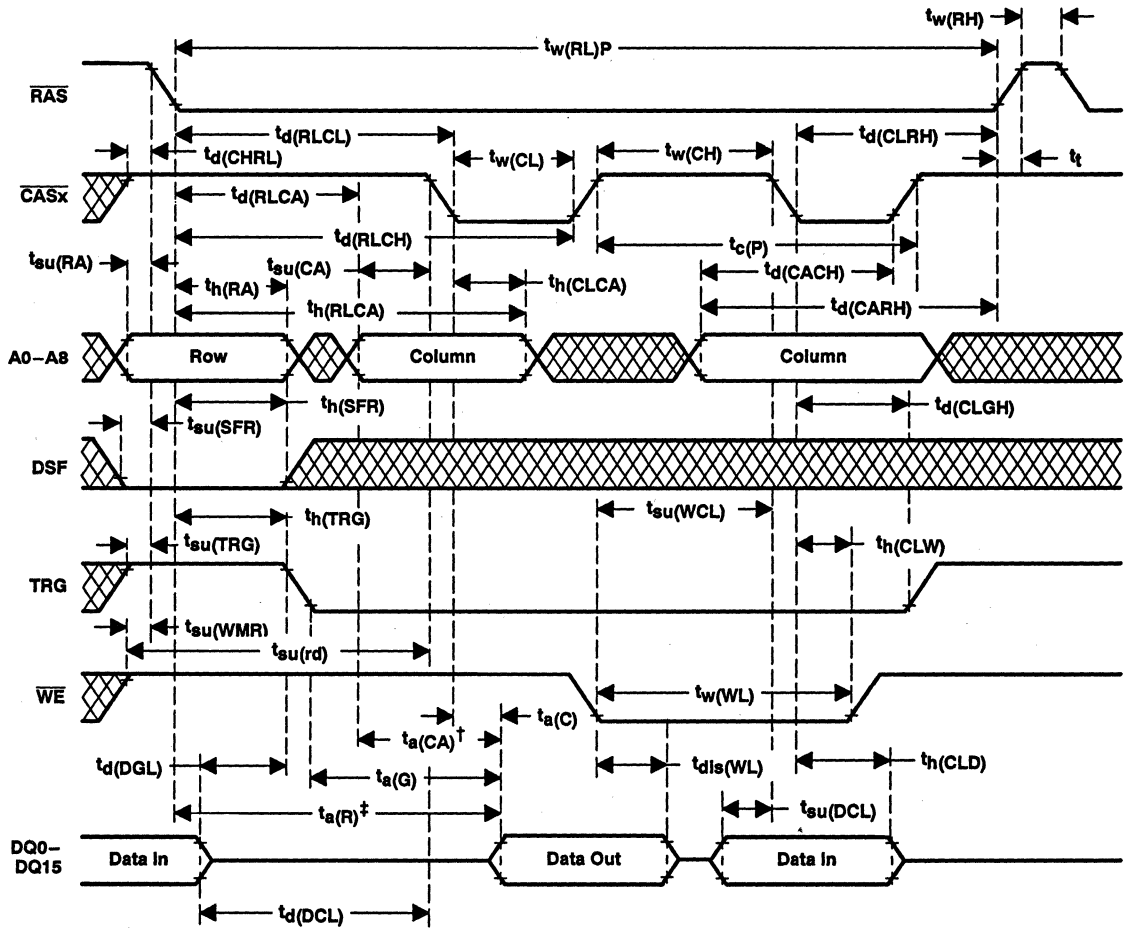 tw(RH)
tw(RL)P
RAS
td(RLCL)
td(CLRH)
td(CHRL)
tw(CL)
tw(CH)
tt
CASx
td(RLCA)
td(RLCH)
tc(P)
tsu(RA)
tsu(CA)
td(CACH)
th(RA)
th(CLCA)
th(RLCA)
td(CARH)
A0–A8
Row
Column
Column
th(SFR)
td(CLGH)
tsu(SFR)
DSF
th(TRG)
tsu(WCL)
tsu(TRG)
th(CLW)
TRG
tsu(WMR)
tsu(rd)
WE
tw(WL)
ta(C)
ta(CA)†
td(DGL)
tdis(WL)
th(CLD)
ta(G)
ta(R)‡
tsu(DCL)
DQ0–
DQ15
Data In
Data Out
Data In
td(DCL)